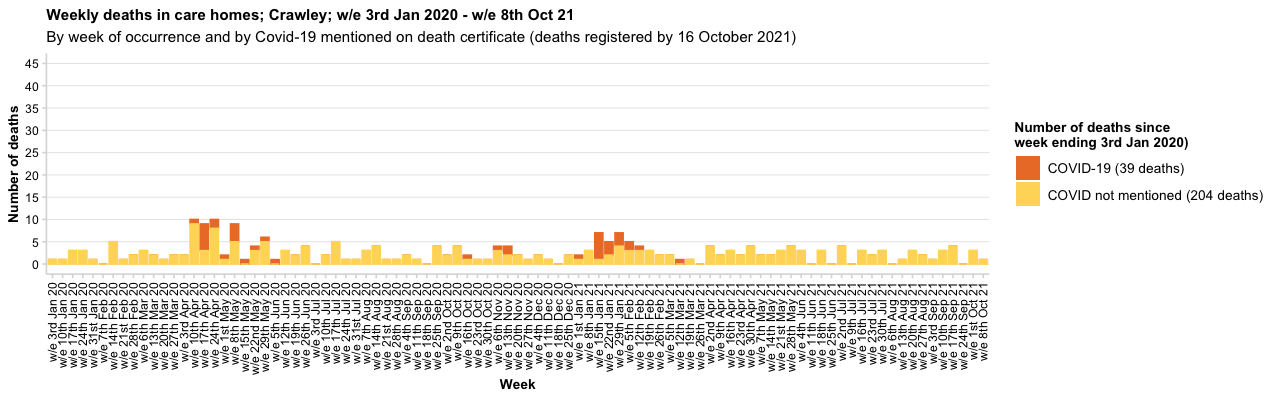 Weekly deaths in care homes; Crawley; w/e 3rd Jan 2020 - w/e 8th Oct 21
By week of occurrence and by Covid-19 mentioned on death certificate (deaths registered by 16 October 2021)
45
40
35
30
25
20
15
10
5
0
Number of deaths
w/e 3rd Jan 20
w/e 10th Jan 20
w/e 17th Jan 20
w/e 24th Jan 20
w/e 31st Jan 20
w/e 7th Feb 20
w/e 14th Feb 20
w/e 21st Feb 20
w/e 28th Feb 20
w/e 6th Mar 20
w/e 13th Mar 20
w/e 20th Mar 20
w/e 27th Mar 20
w/e 3rd Apr 20
w/e 10th Apr 20
w/e 17th Apr 20
w/e 24th Apr 20
w/e 1st May 20
w/e 8th May 20
w/e 15th May 20
w/e 22nd May 20
w/e 29th May 20
w/e 5th Jun 20
w/e 12th Jun 20
w/e 19th Jun 20
w/e 26th Jun 20
w/e 3rd Jul 20
w/e 10th Jul 20
w/e 17th Jul 20
w/e 24th Jul 20
w/e 31st Jul 20
w/e 7th Aug 20
w/e 14th Aug 20
w/e 21st Aug 20
w/e 28th Aug 20
w/e 4th Sep 20
w/e 11th Sep 20
w/e 18th Sep 20
w/e 25th Sep 20
w/e 2nd Oct 20
w/e 9th Oct 20
w/e 16th Oct 20
w/e 23rd Oct 20
w/e 30th Oct 20
w/e 6th Nov 20
w/e 13th Nov 20
w/e 20th Nov 20
w/e 27th Nov 20
w/e 4th Dec 20
w/e 11th Dec 20
w/e 18th Dec 20
w/e 25th Dec 20
w/e 1st Jan 21
w/e 8th Jan 21
w/e 15th Jan 21
w/e 22nd Jan 21
w/e 29th Jan 21
w/e 5th Feb 21
w/e 12th Feb 21
w/e 19th Feb 21
w/e 26th Feb 21
w/e 5th Mar 21
w/e 12th Mar 21
w/e 19th Mar 21
w/e 26th Mar 21
w/e 2nd Apr 21
w/e 9th Apr 21
w/e 16th Apr 21
w/e 23rd Apr 21
w/e 30th Apr 21
w/e 7th May 21
w/e 14th May 21
w/e 21st May 21
w/e 28th May 21
w/e 4th Jun 21
w/e 11th Jun 21
w/e 18th Jun 21
w/e 25th Jun 21
w/e 2nd Jul 21
w/e 9th Jul 21
w/e 16th Jul 21
w/e 23rd Jul 21
w/e 30th Jul 21
w/e 6th Aug 21
w/e 13th Aug 21
w/e 20th Aug 21
w/e 27th Aug 21
w/e 3rd Sep 21
w/e 10th Sep 21
w/e 17th Sep 21
w/e 24th Sep 21
w/e 1st Oct 21
w/e 8th Oct 21
Week
Number of deaths since
week ending 3rd Jan 2020)
COVID-19 (39 deaths)
COVID not mentioned (204 deaths)